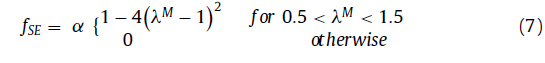 f_SE = α { 1 − 4(λ^M − 1)^2 for 0.5 < λ^M < 1.5
0 otherwise (7)